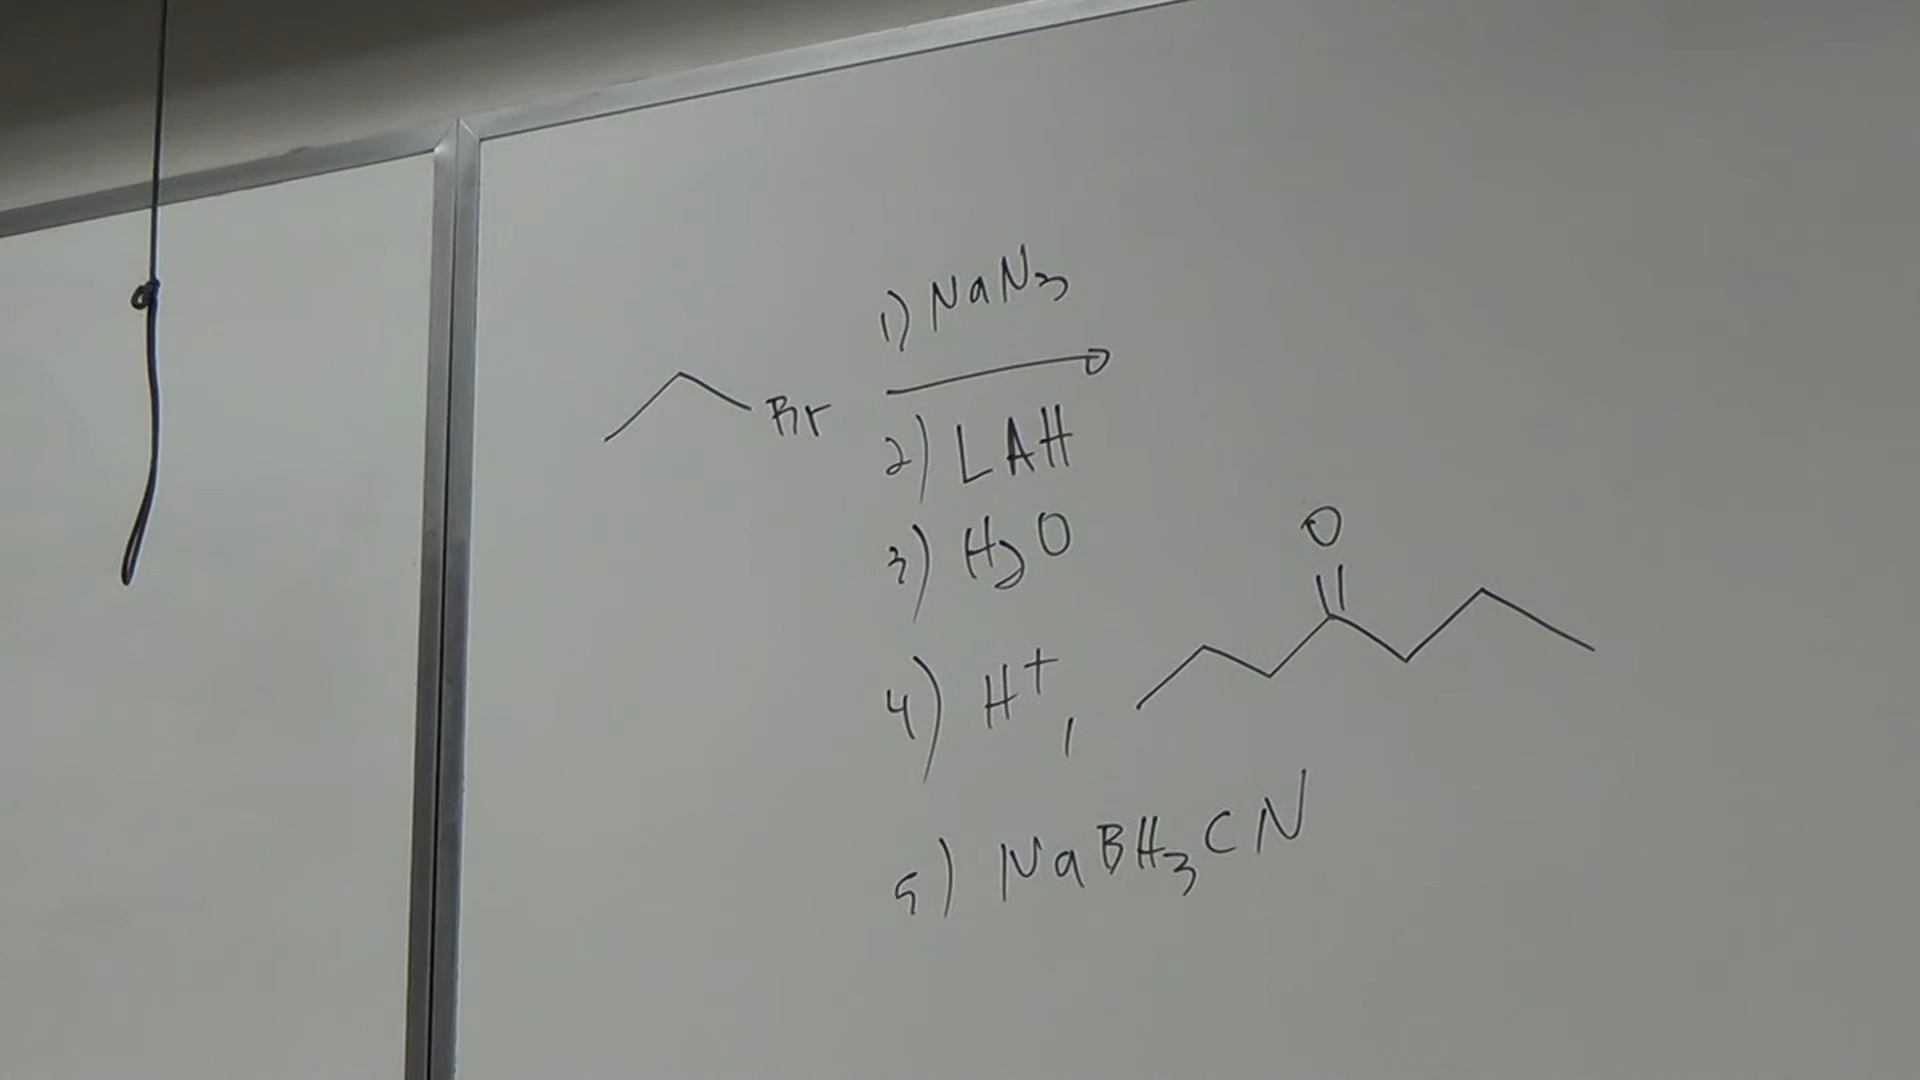 1) NaN3
Br
2) LAH
3) H2O
O
4) H+,
5) NaBH3CN